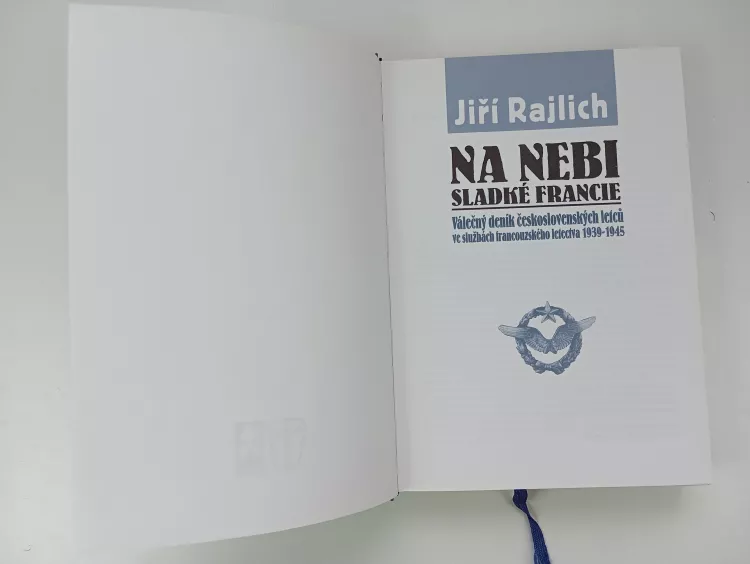 Jiří Rajlich
NA NEBI
SLADKÉ FRANCIE
Válečný deník československých letců
ve službách francouzského letectva 1939-1945